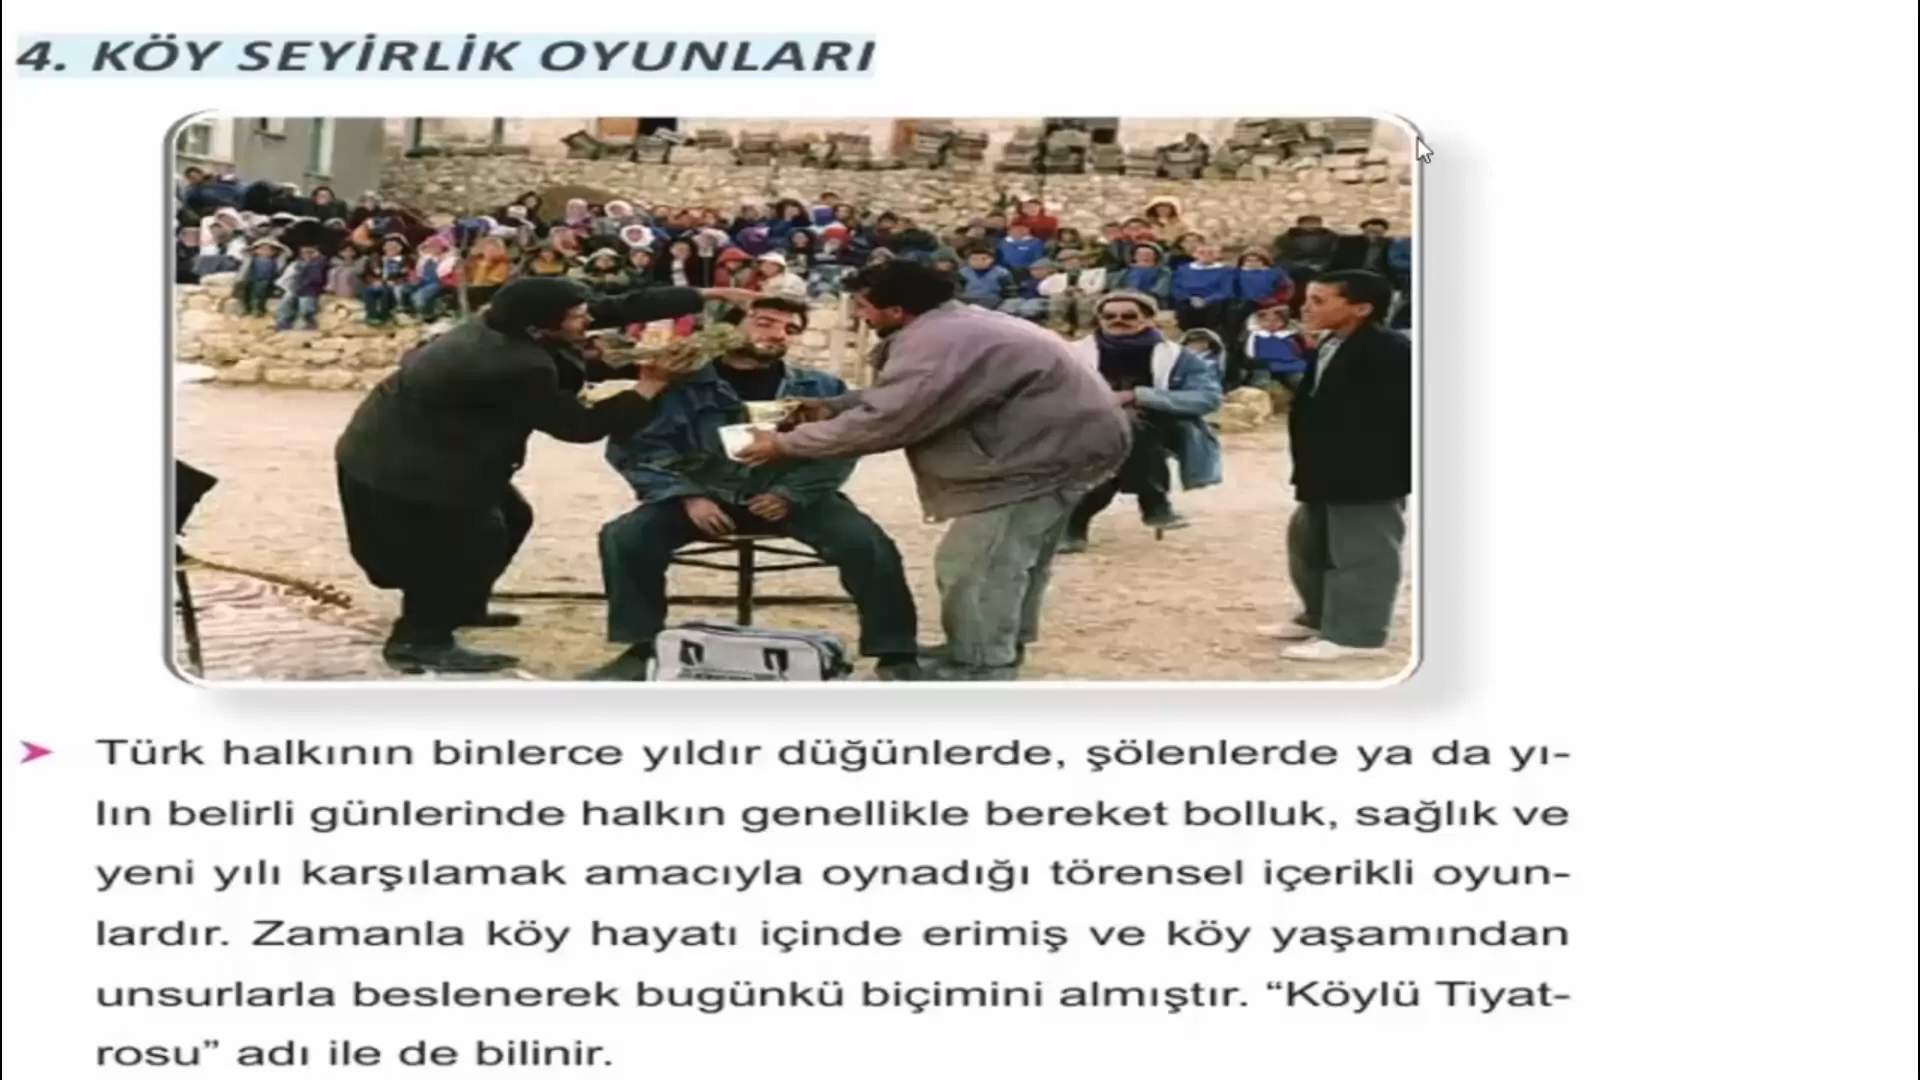 4. KÖY SEYİRLİK OYUNLARI
Türk halkının binlerce yıldır düğünlerde, şölenlerde ya da yı-
lın belirli günlerinde halkın genellikle bereket bolluk, sağlık ve
yeni yılı karşılamak amacıyla oynadığı törensel içerikli oyun-
lardır. Zamanla köy hayatı içinde erimiş ve köy yaşamından
unsurlarla beslenerek bugünkü biçimini almıştır. “Köylü Tiyat-
rosu” adı ile de bilinir.